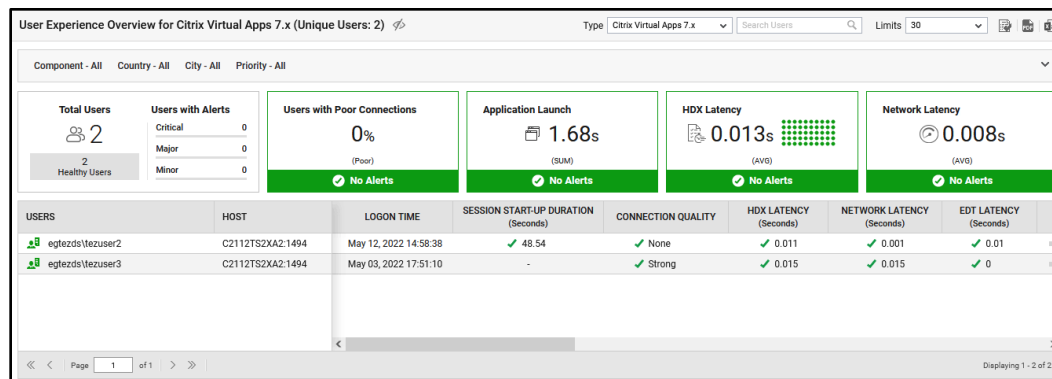 User Experience Overview for Citrix Virtual Apps 7.x (Unique Users: 2)
Type Citrix Virtual Apps 7.x Search Users Limits 30 PDF
Component - All Country - All City - All Priority - All
Total Users
2
2
Healthy Users
Users with Alerts
Critical 0
Major 0
Minor 0
Users with Poor Connections
0%
(Poor)
No Alerts
Application Launch
1.68s
(SUM)
No Alerts
HDX Latency
0.013s
(AVG)
No Alerts
Network Latency
0.008s
(AVG)
No Alerts
USERS HOST LOGON TIME SESSION START-UP DURATION (Seconds) CONNECTION QUALITY HDX LATENCY (Seconds) NETWORK LATENCY (Seconds) EDT LATENCY (Seconds)
egtezds\tezuser2 C2112TS2XA2:1494 May 12, 2022 14:58:38 48.54 None 0.011 0.001 0.01
egtezds\tezuser3 C2112TS2XA2:1494 May 03, 2022 17:51:10 - Strong 0.015 0.015 0
Page 1 of 1 Displaying 1 - 2 of 2